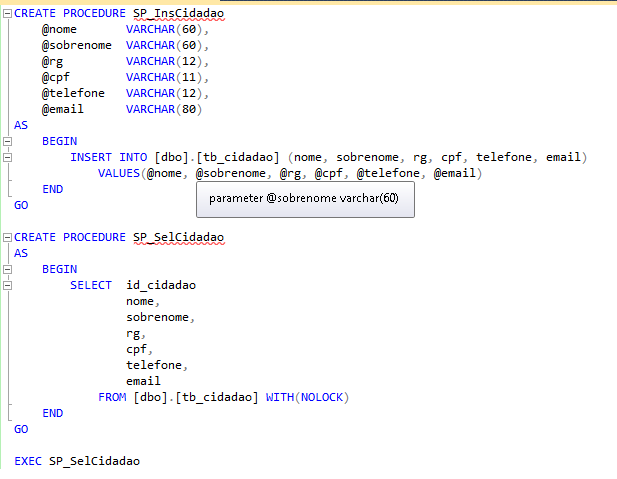 CREATE PROCEDURE SP_InsCidadao
    @nome       VARCHAR(60),
    @sobrenome  VARCHAR(60),
    @rg         VARCHAR(12),
    @cpf        VARCHAR(11),
    @telefone   VARCHAR(12),
    @email      VARCHAR(80)
AS
    BEGIN
        INSERT INTO [dbo].[tb_cidadao] (nome, sobrenome, rg, cpf, telefone, email)
            VALUES(@nome, @sobrenome, @rg, @cpf, @telefone, @email)
    END
parameter @sobrenome varchar(60)
GO
CREATE PROCEDURE SP_SelCidadao
AS
    BEGIN
        SELECT  id_cidadao
                nome,
                sobrenome,
                rg,
                cpf,
                telefone,
                email
            FROM [dbo].[tb_cidadao] WITH(NOLOCK)
    END
GO
EXEC SP_SelCidadao